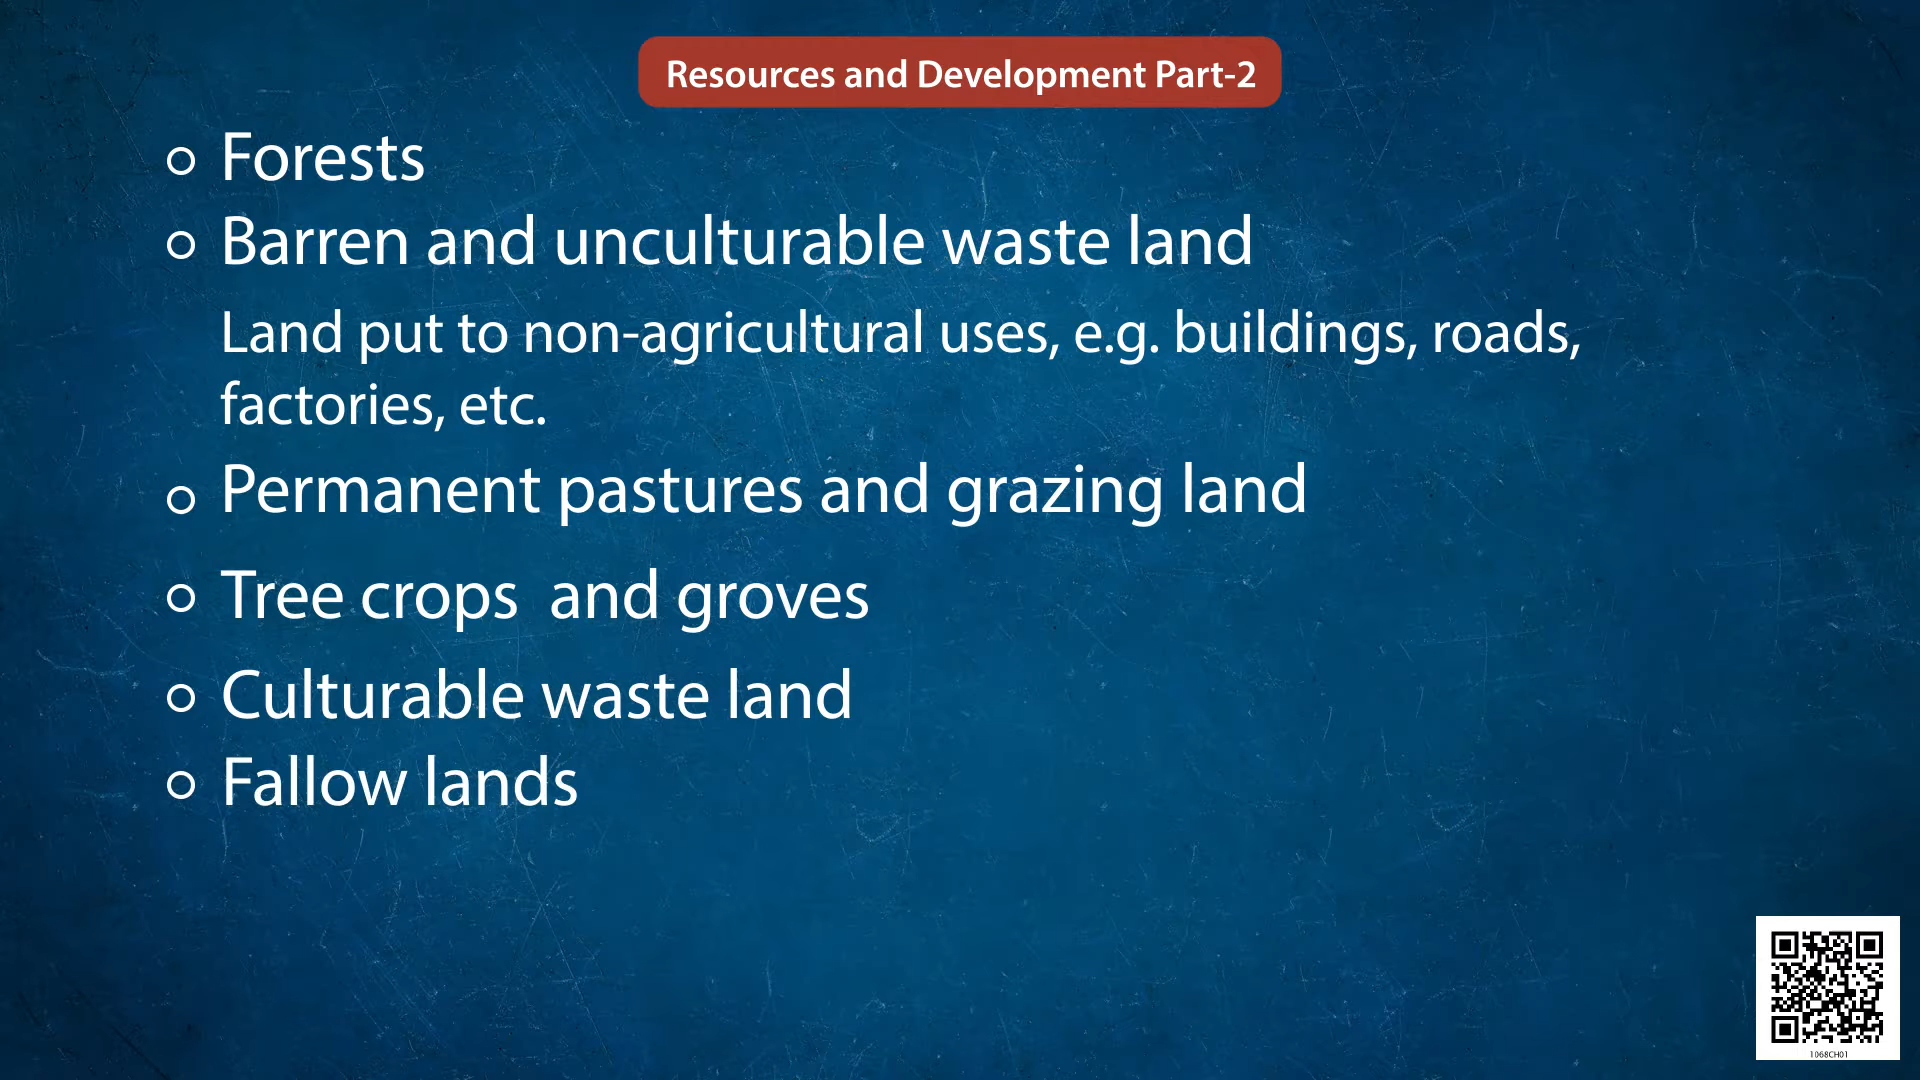 Resources and Development Part-2
Forests
Barren and unculturable waste land
Land put to non-agricultural uses, e.g. buildings, roads,
factories, etc.
Permanent pastures and grazing land
Tree crops and groves
Culturable waste land
Fallow lands
1068CH01